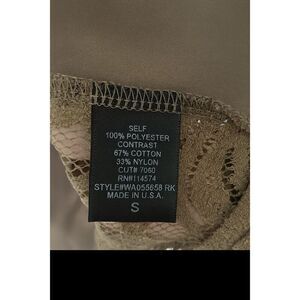 SELF
100% POLYESTER
CONTRAST
67% COTTON
33% NYLON
CUT# 7060
RN#114574
STYLE#WA055658 RK
MADE IN U.S.A.
S